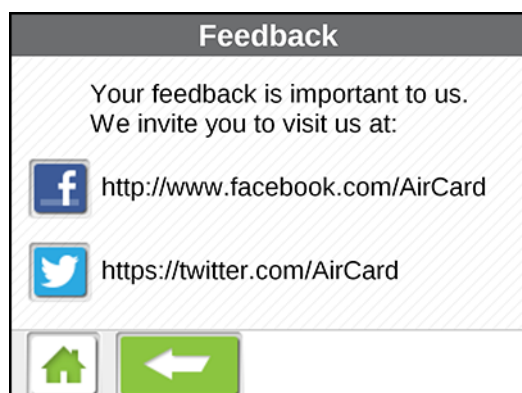 Feedback
Your feedback is important to us.
We invite you to visit us at:
http://www.facebook.com/AirCard
https://twitter.com/AirCard